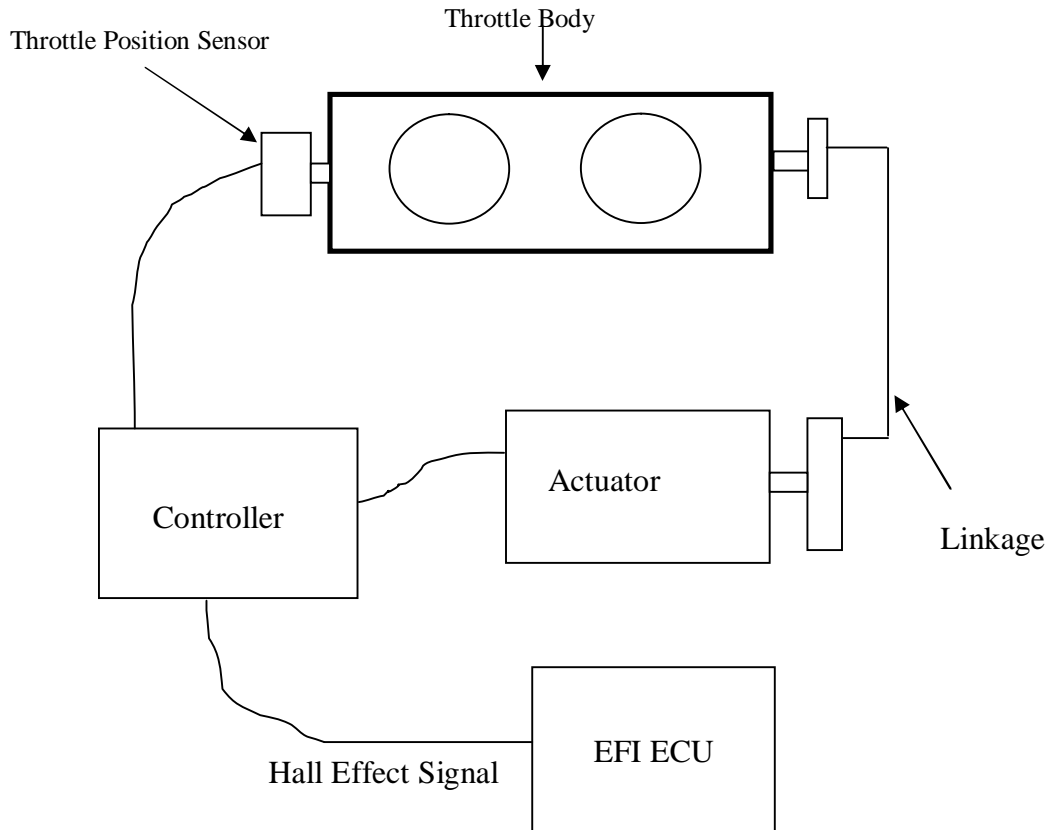 Throttle Body
Throttle Position Sensor
Actuator
Controller
Linkage
EFI ECU
Hall Effect Signal